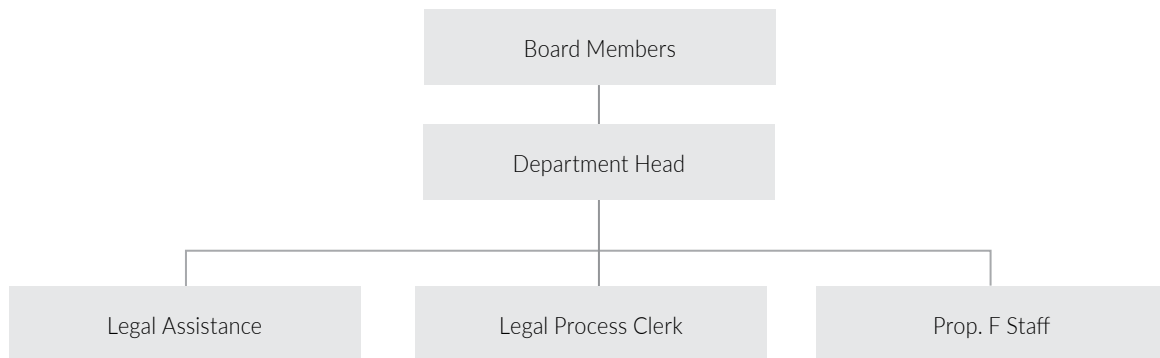 Board Members
Department Head
Legal Assistance
Legal Process Clerk
Prop. F Staff